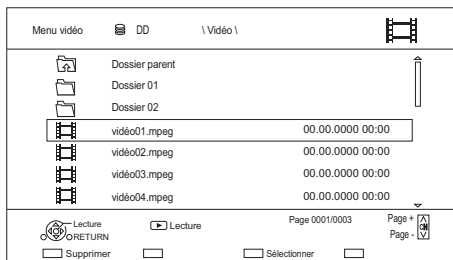 Menu vidéo DD \ Vidéo \
Dossier parent
Dossier 01
Dossier 02
vidéo01.mpeg 00.00.0000 00:00
vidéo02.mpeg 00.00.0000 00:00
vidéo03.mpeg 00.00.0000 00:00
vidéo04.mpeg 00.00.0000 00:00
Lecture Lecture Page 0001/0003 Page + CH
RETURN Page -
Supprimer Sélectionner